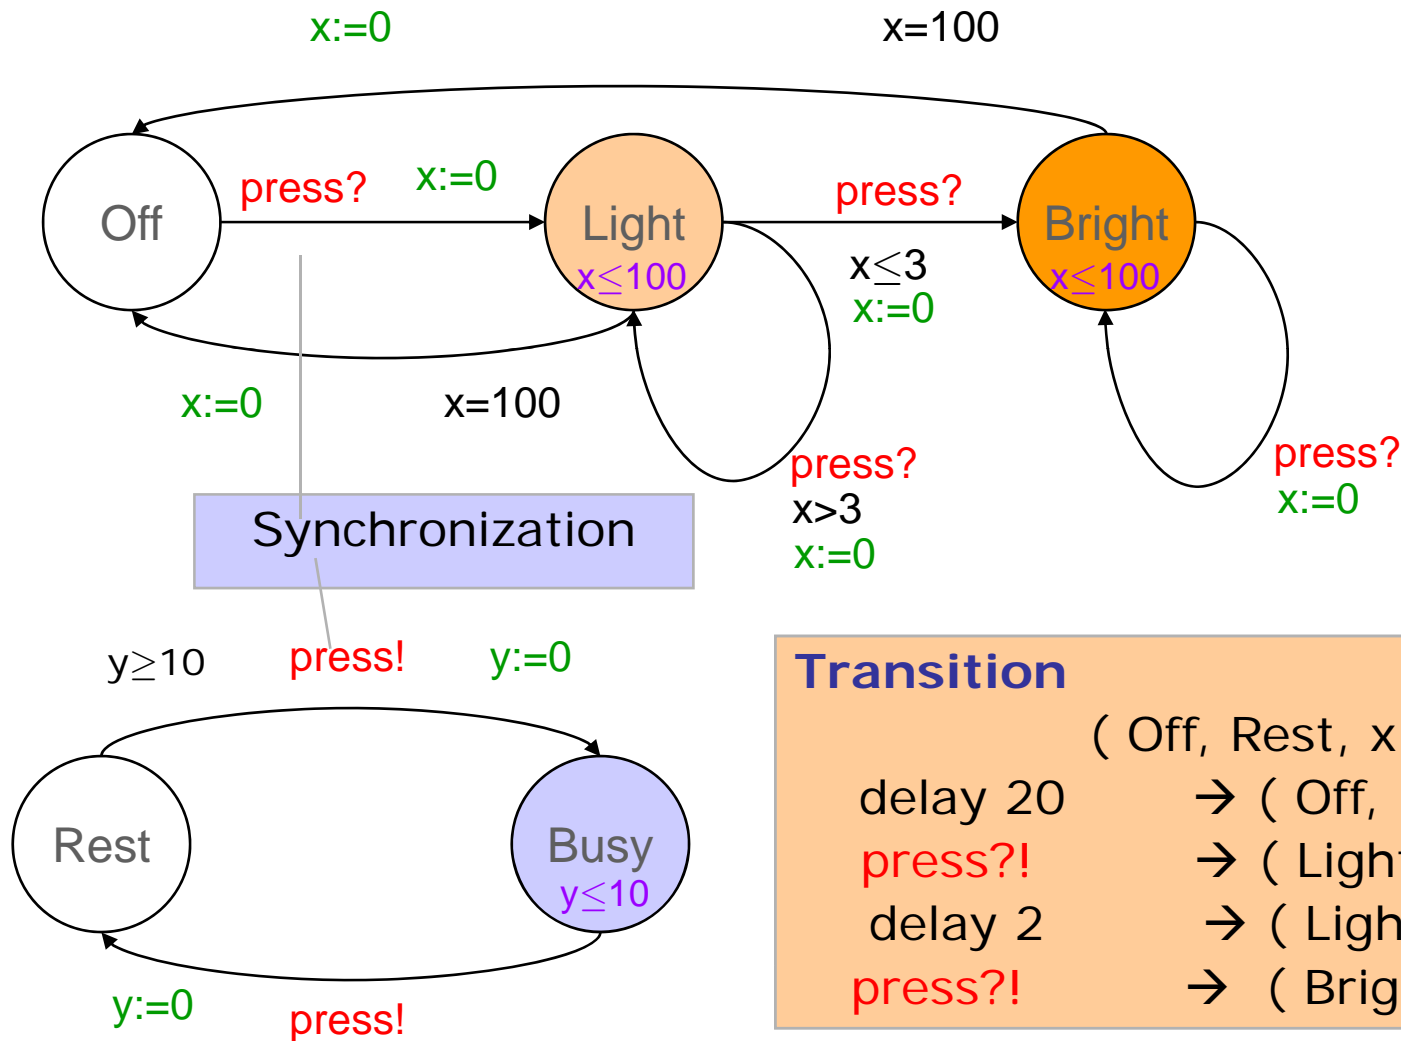 x:=0 x=100
press? x:=0 press?
Off Light Bright
x≤100 x≤3 x≤100
x:=0
x:=0 x=100
press? press?
x>3 x:=0
x:=0
Synchronization
y≥10 press! y:=0
Rest Busy
y≤10
y:=0 press!
Transition
( Off, Rest, x
delay 20 → ( Off,
press?! → ( Light
delay 2 → ( Ligh
press?! → ( Brig